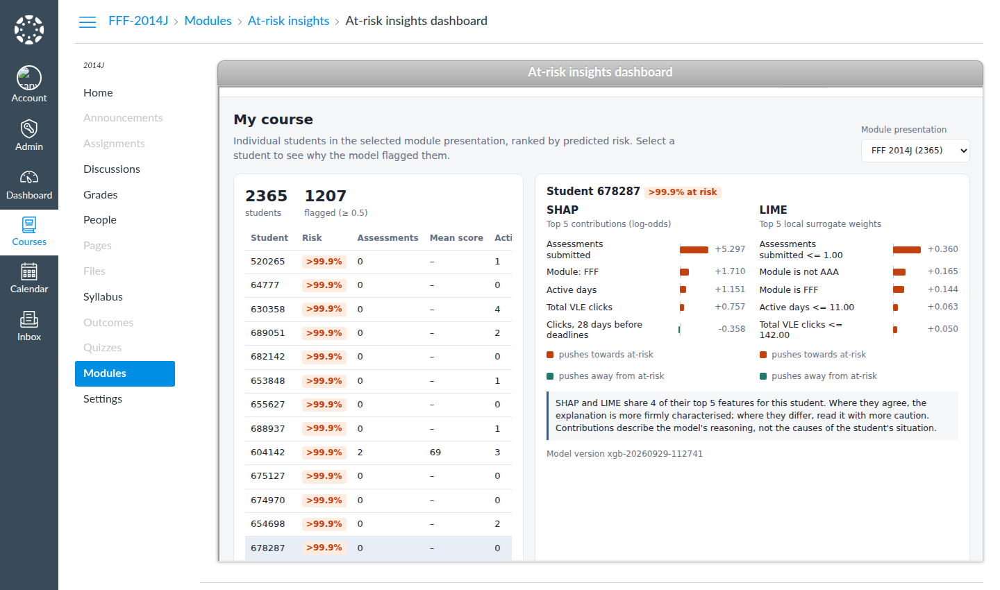 FFF-2014J > Modules > At-risk insights > At-risk insights dashboard
Account
Admin
Dashboard
Courses
Calendar
Inbox
2014J
Home
Announcements
Assignments
Discussions
Grades
People
Pages
Files
Syllabus
Outcomes
Quizzes
Modules
Settings
At-risk insights dashboard
My course
Individual students in the selected module presentation, ranked by predicted risk. Select a
student to see why the model flagged them.
Module presentation
FFF 2014J (2365)
2365 1207
students flagged (≥ 0.5)
Student Risk Assessments Mean score Acti
520265 >99.9% 0 – 1
64777 >99.9% 0 – 0
630358 >99.9% 0 – 4
689051 >99.9% 0 – 2
682142 >99.9% 0 – 0
653848 >99.9% 0 – 1
655627 >99.9% 0 – 0
688937 >99.9% 0 – 1
604142 >99.9% 2 69 3
675127 >99.9% 0 – 0
674970 >99.9% 0 – 0
654698 >99.9% 0 – 2
678287 >99.9% 0 – 0
Student 678287 >99.9% at risk
SHAP
Top 5 contributions (log-odds)
Assessments
submitted +5.297
Module: FFF +1.710
Active days +1.151
Total VLE clicks +0.757
Clicks, 28 days before
deadlines -0.358
pushes towards at-risk
pushes away from at-risk
LIME
Top 5 local surrogate weights
Assessments
submitted <= 1.00 +0.360
Module is not AAA +0.165
Module is FFF +0.144
Active days <= 11.00 +0.063
Total VLE clicks <=
142.00 +0.050
pushes towards at-risk
pushes away from at-risk
SHAP and LIME share 4 of their top 5 features for this student. Where they agree, the
explanation is more firmly characterised; where they differ, read it with more caution.
Contributions describe the model's reasoning, not the causes of the student's situation.
Model version xgb-20260929-112741